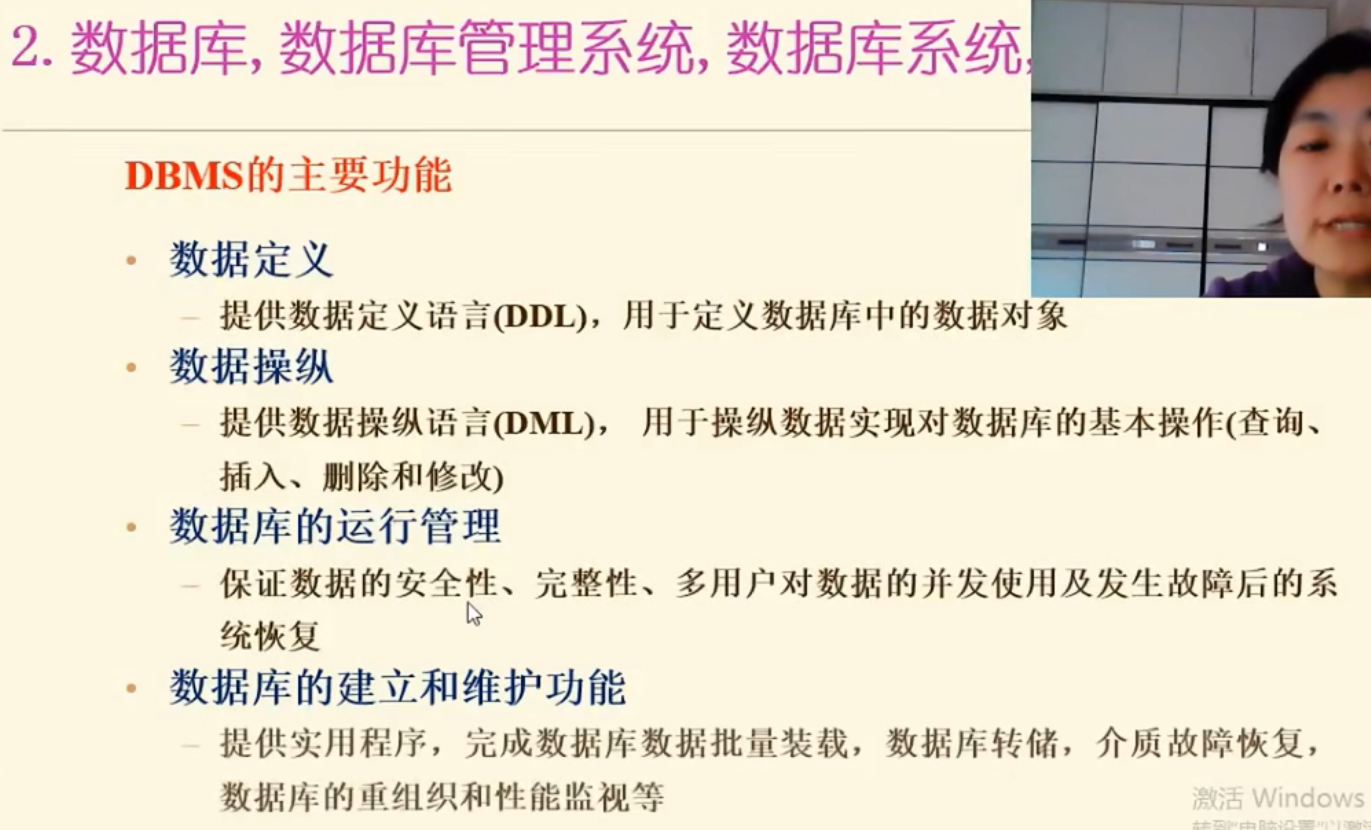 2. 数据库, 数据库管理系统, 数据库系统,
DBMS的主要功能
• 数据定义
– 提供数据定义语言(DDL)，用于定义数据库中的数据对象
• 数据操纵
– 提供数据操纵语言(DML)， 用于操纵数据实现对数据库的基本操作(查询、
插入、删除和修改)
• 数据库的运行管理
– 保证数据的安全性、完整性、多用户对数据的并发使用及发生故障后的系
统恢复
• 数据库的建立和维护功能
– 提供实用程序，完成数据库数据批量装载，数据库转储，介质故障恢复，
数据库的重组织和性能监视等
激活 Windows
转到"电脑设置"以激活